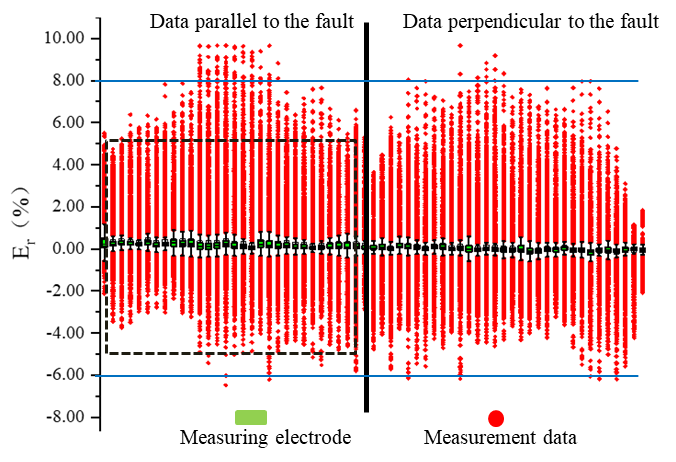 Data parallel to the fault
Data perpendicular to the fault
10.00
8.00
6.00
4.00
2.00
0.00
-2.00
-4.00
-6.00
-8.00
Er（%）
Measuring electrode
Measurement data